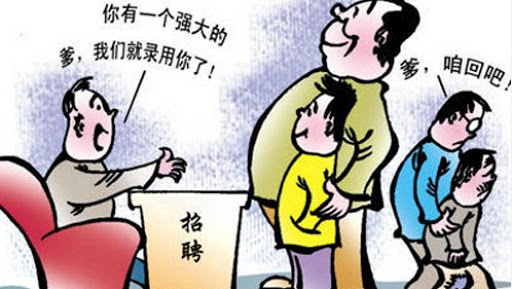 你有一个强大的
爹，我们就录用你了！
爹，咱回吧！
招
聘